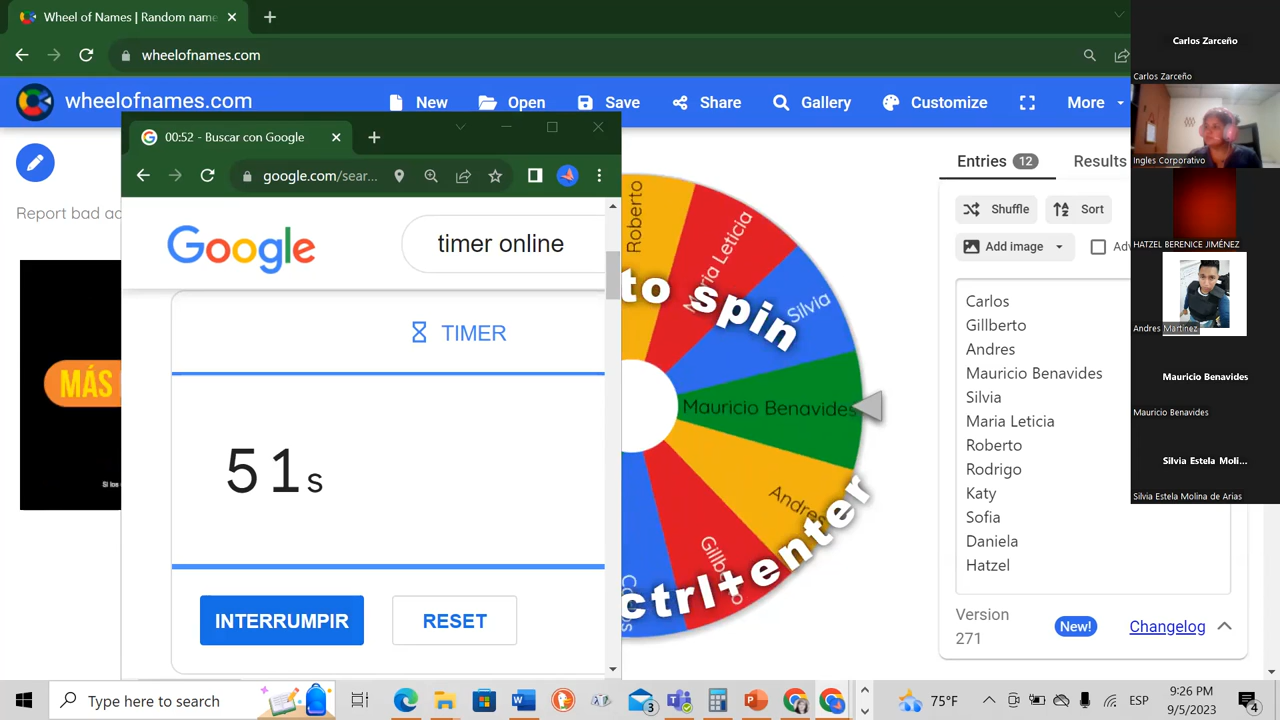 Wheel of Names | Random name
wheelofnames.com
wheelofnames.com
New
Open
Save
Share
Gallery
Customize
More
Report bad ad
MÁS
00:52 - Buscar con Google
google.com/sear...
Google
timer online
TIMER
51s
INTERRUMPIR
RESET
Roberto
Maria Leticia
Silvia
Mauricio Benavides
Andres
Gillberto
to spin
ctrl+enter
Entries 12
Results
Shuffle
Sort
Add image
Carlos
Gillberto
Andres
Mauricio Benavides
Silvia
Maria Leticia
Roberto
Rodrigo
Katy
Sofia
Daniela
Hatzel
Version
271
New!
Changelog
Carlos Zarceño
Carlos Zarceño
Ingles Corporativo
HATZEL BERENICE JIMÉNEZ
Andres Martinez
Mauricio Benavides
Mauricio Benavides
Silvia Estela Moli...
Silvia Estela Molina de Arias
Type here to search
3
75°F
ESP
9:26 PM
9/5/2023
4